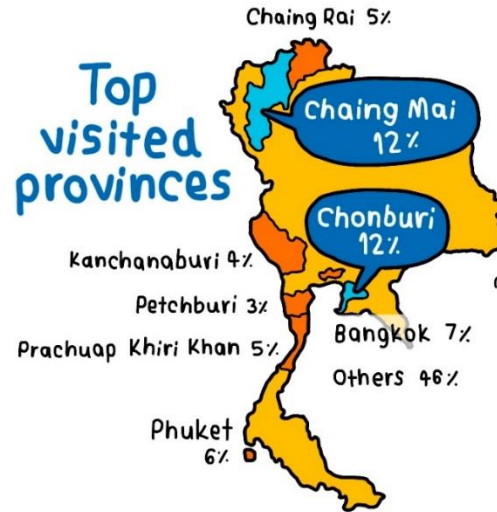 Chaing Rai 5%
Top
visited
provinces
Chaing Mai
12%
Chonburi
12%
Kanchanaburi 4%
Petchburi 3%
Prachuap Khiri Khan 5%
Bangkok 7%
Others 46%
Phuket
6%